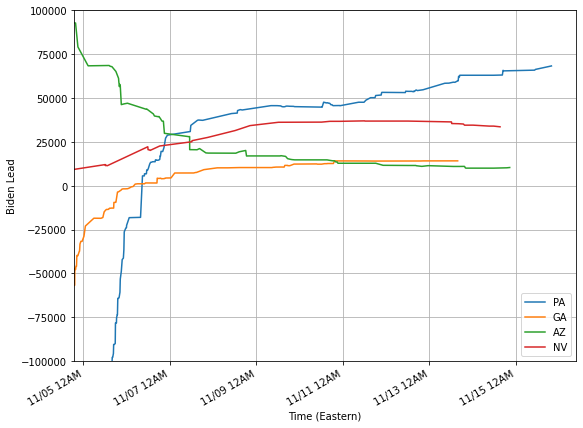 100000
75000
50000
25000
0
−25000
−50000
−75000
−100000
Biden Lead
11/05 12AM
11/07 12AM
11/09 12AM
11/11 12AM
11/13 12AM
11/15 12AM
Time (Eastern)
PA
GA
AZ
NV